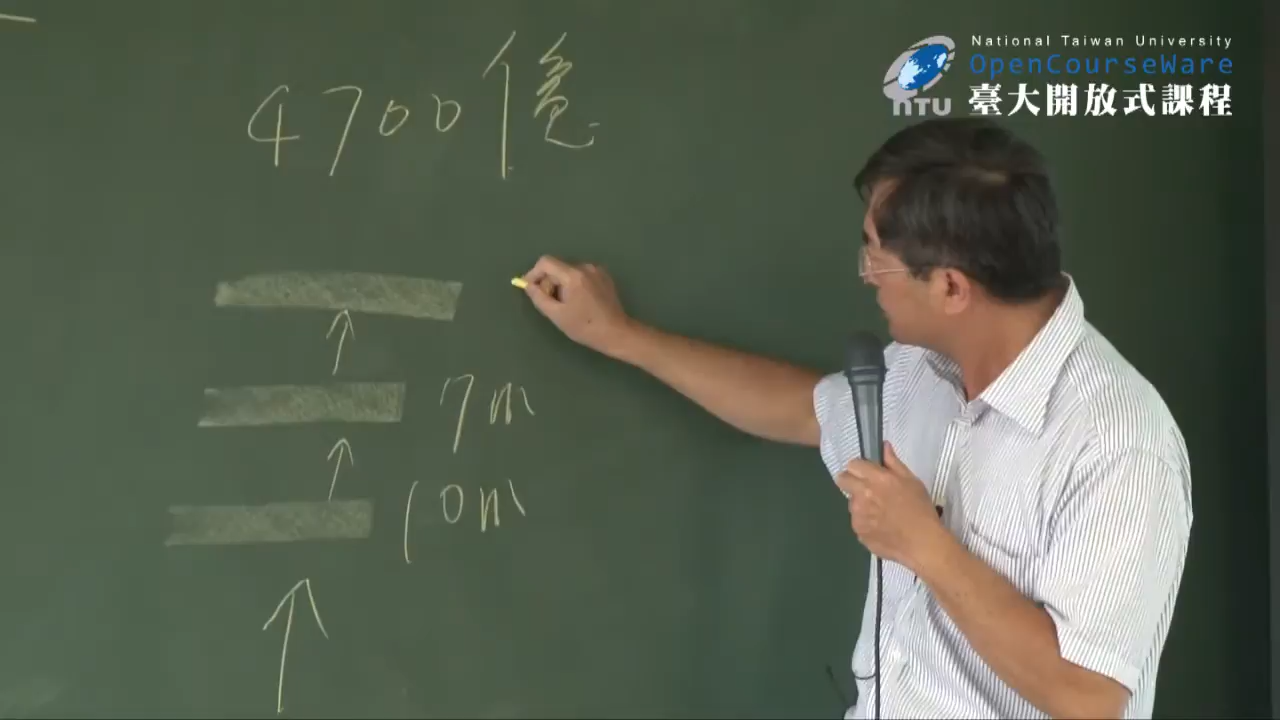 4700億
7m
10m
National Taiwan University
OpenCourseWare
NTU
臺大開放式課程